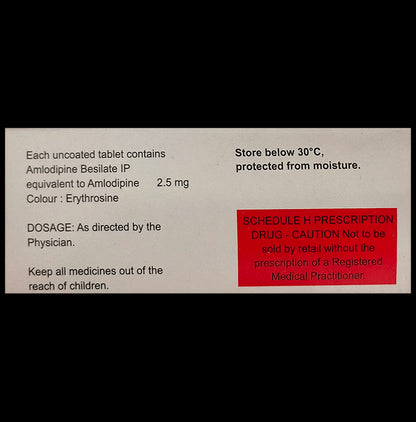 Each uncoated tablet contains
Amlodipine Besilate IP
equivalent to Amlodipine 2.5 mg
Colour : Erythrosine
DOSAGE: As directed by the
Physician.
Keep all medicines out of the
reach of children.
Store below 30°C,
protected from moisture.
SCHEDULE H PRESCRIPTION
DRUG - CAUTION Not to be
sold by retail without the
prescription of a Registered
Medical Practitioner.